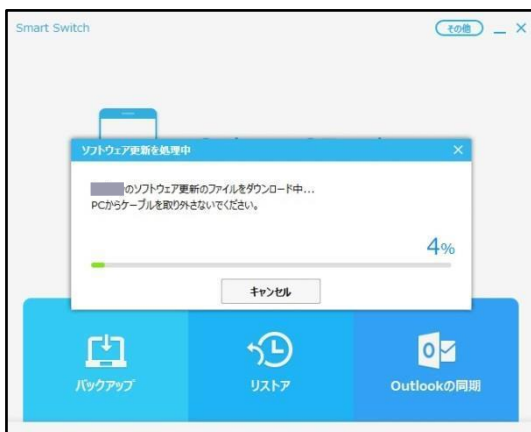 Smart Switch
その他
ソフトウェア更新を処理中
のソフトウェア更新のファイルをダウンロード中...
PCからケーブルを取り外さないでください。
4%
キャンセル
バックアップ
リストア
Outlookの同期